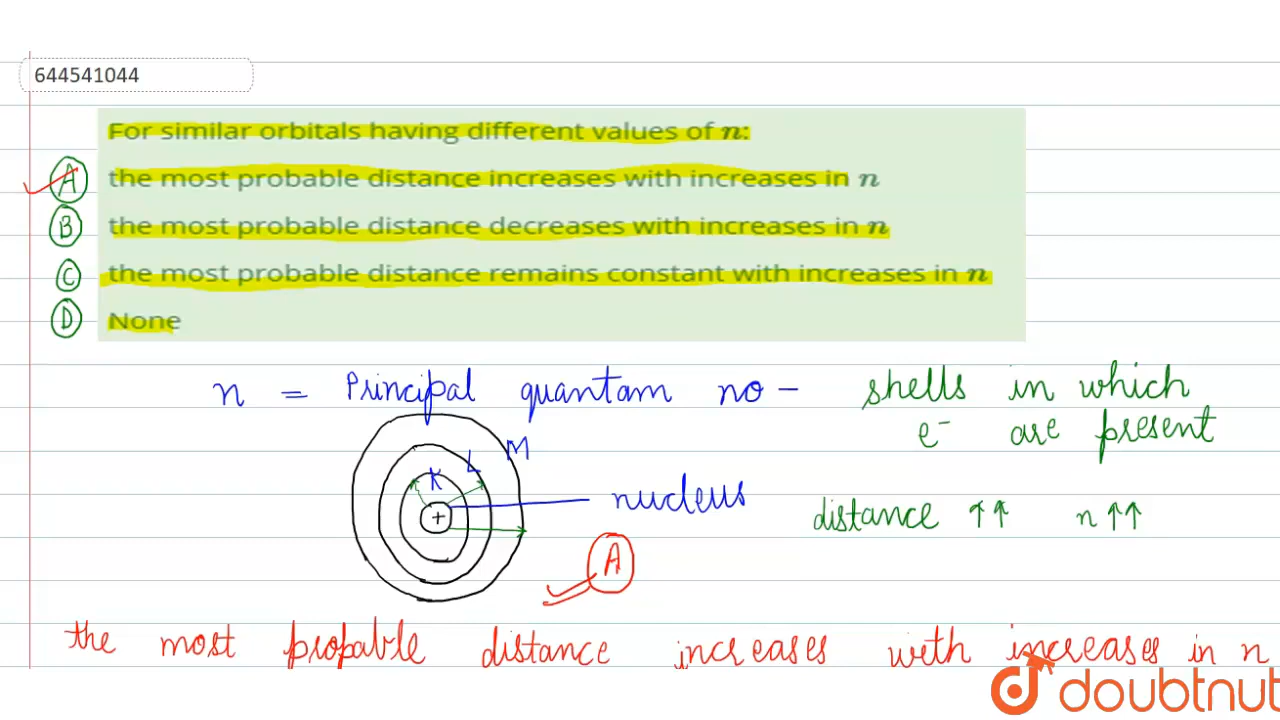 644541044
For similar orbitals having different values of n:
A the most probable distance increases with increases in n
B the most probable distance decreases with increases in n
C the most probable distance remains constant with increases in n
D None
n = Principal quantam no - shells in which
e- are present
K L M
+
nucleus
distance ↑↑ n↑↑
A
the most propable distance increases with increases in n
doubtnut